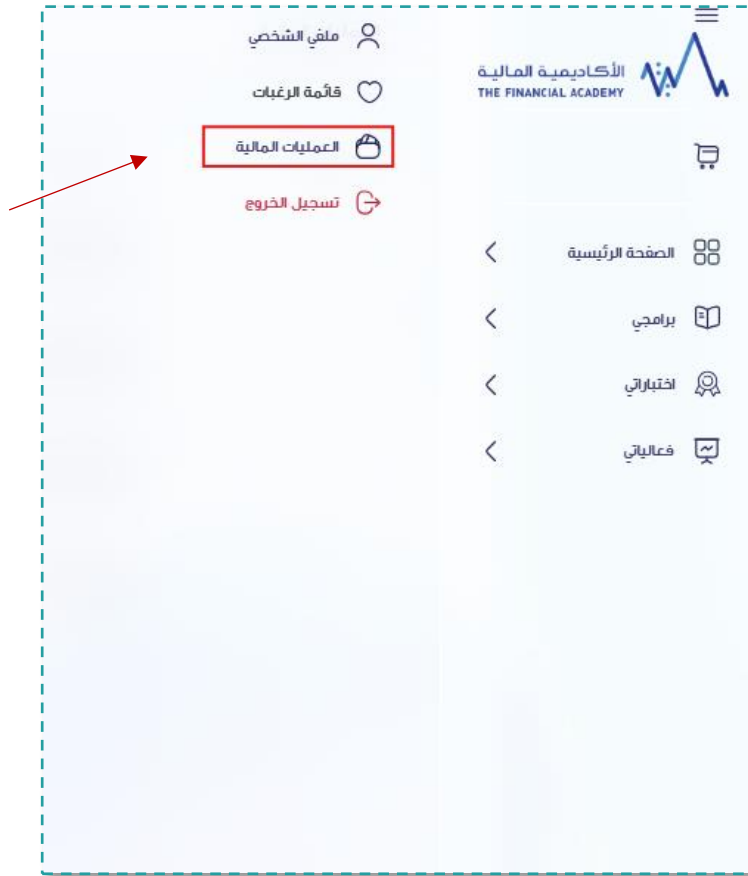 الأكاديمية المالية
THE FINANCIAL ACADEMY
الصفحة الرئيسية
برامجي
اختباراتي
فعالياتي
ملفي الشخصي
قائمة الرغبات
العمليات المالية
تسجيل الخروج